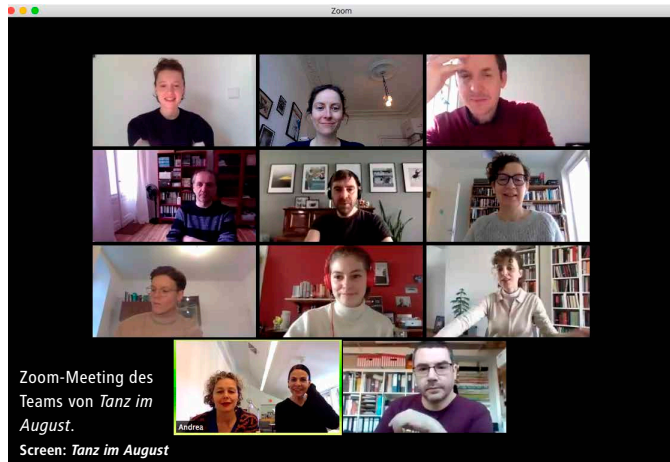 Zoom
Andrea
Zoom-Meeting des
Teams von Tanz im
August.
Screen: Tanz im August